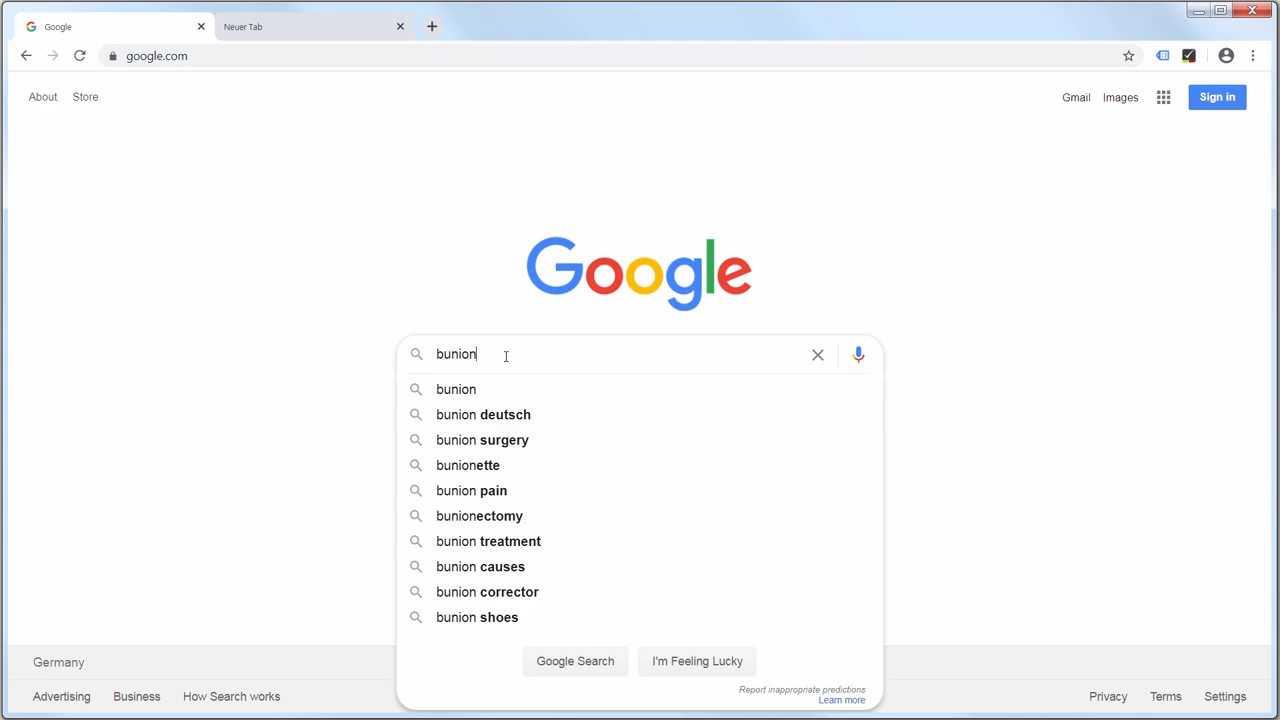 Google
Neuer Tab
google.com
About Store
Gmail Images Sign in
Google
bunion
bunion
bunion deutsch
bunion surgery
bunionette
bunion pain
bunionectomy
bunion treatment
bunion causes
bunion corrector
bunion shoes
Google Search I'm Feeling Lucky
Report inappropriate predictions
Learn more
Germany
Advertising Business How Search works
Privacy Terms Settings